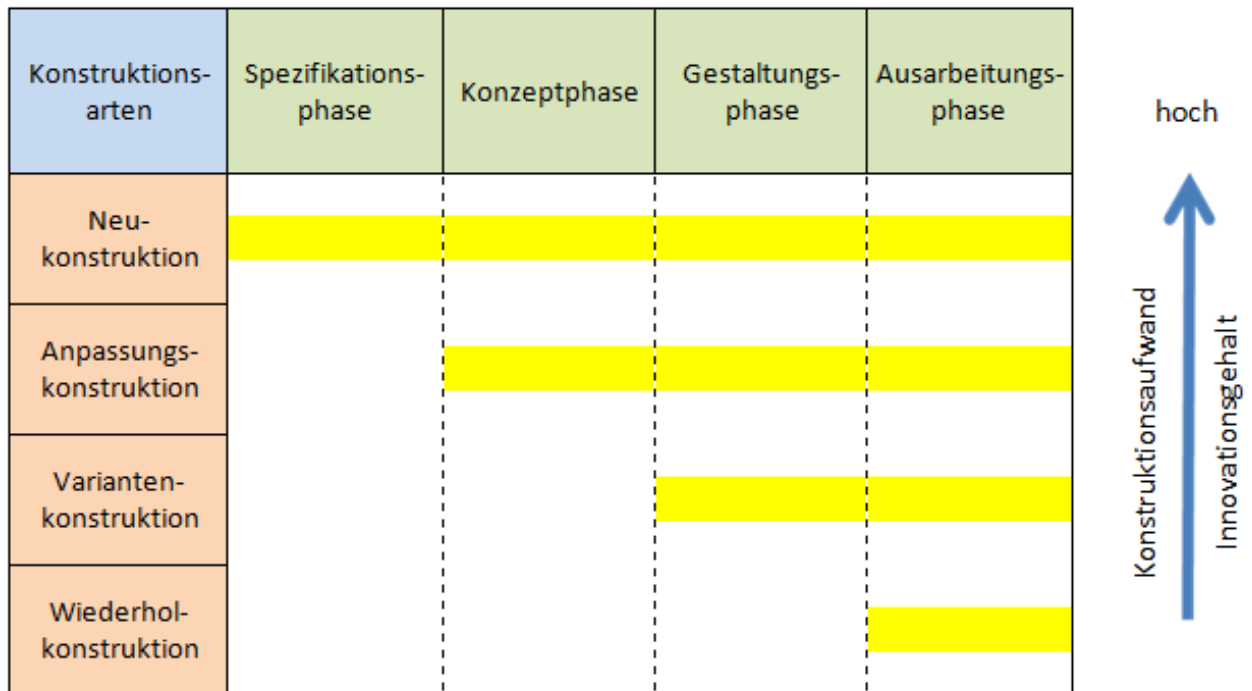 Konstruktions-
arten
Spezifikations-
phase
Konzeptphase
Gestaltungs-
phase
Ausarbeitungs-
phase
hoch
Neu-
konstruktion
Anpassungs-
konstruktion
Varianten-
konstruktion
Wiederhol-
konstruktion
Konstruktionsaufwand
Innovationsgehalt